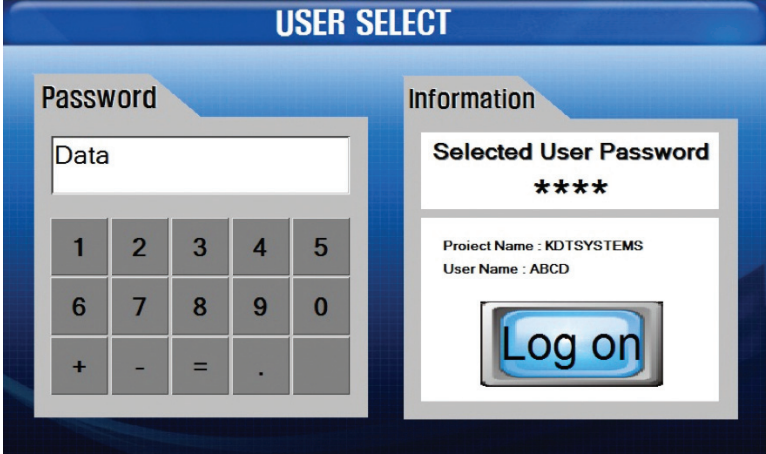 USER SELECT
Password
Data
1 2 3 4 5
6 7 8 9 0
+ - = .
Information
Selected User Password
****
Project Name : KDTSYSTEMS
User Name : ABCD
Log on